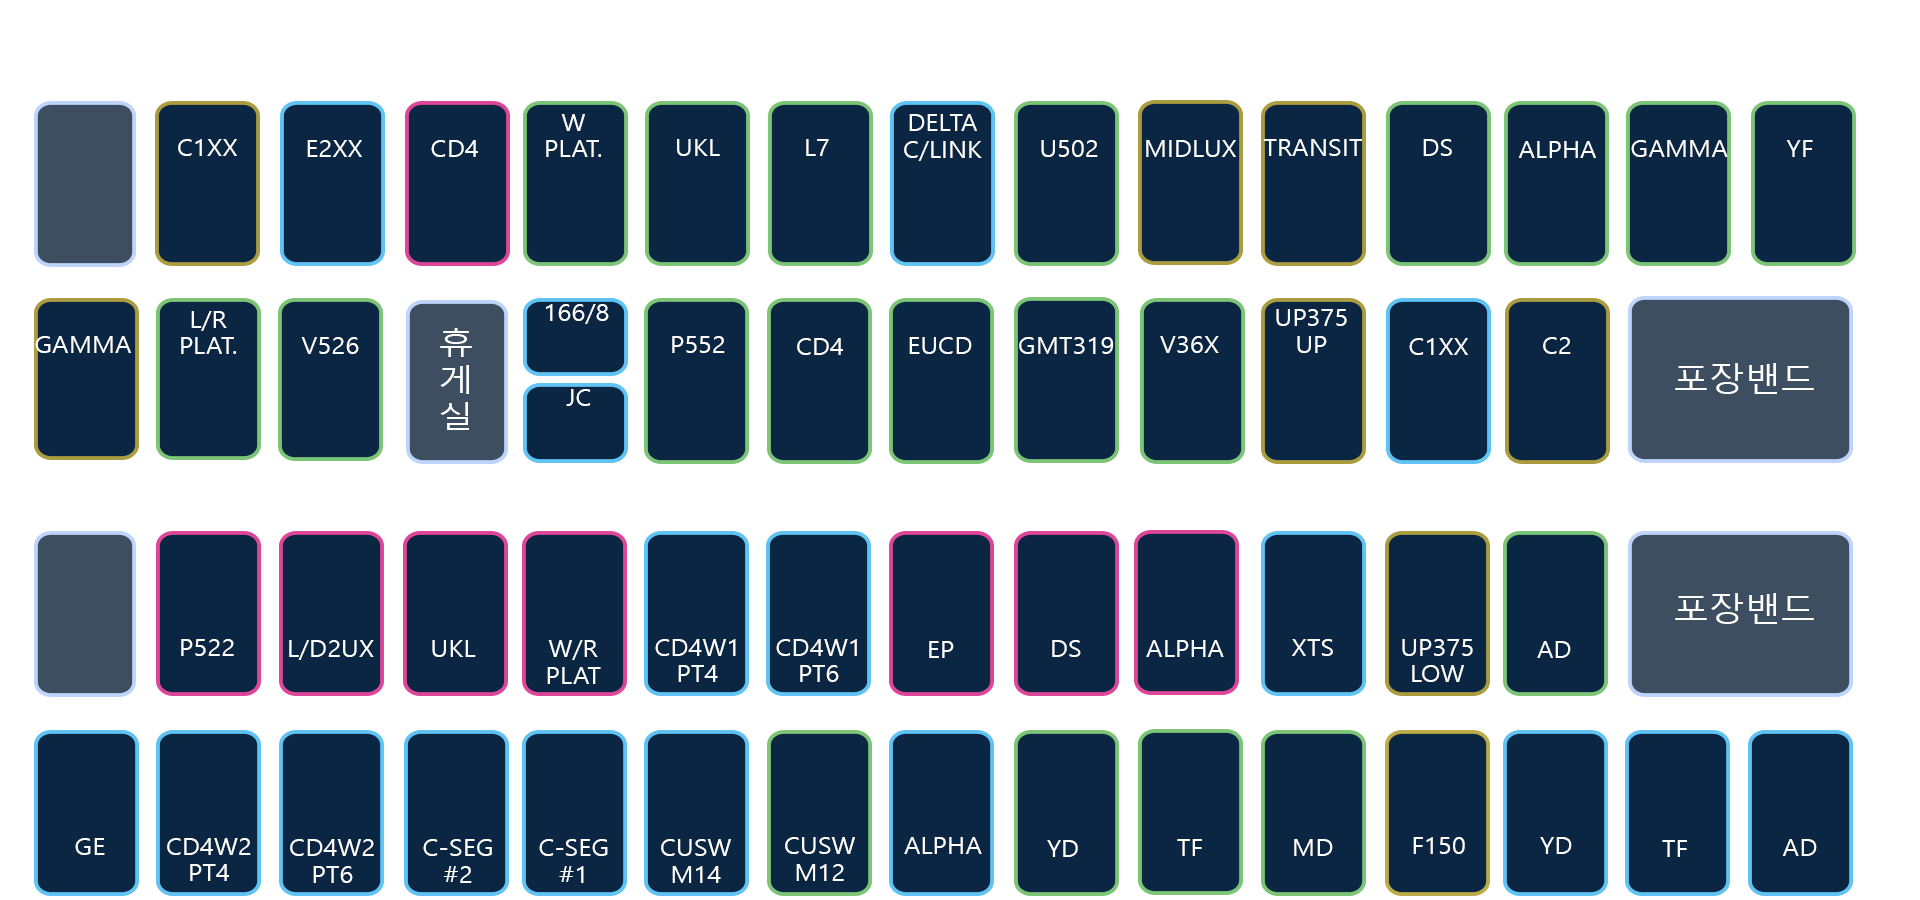 C1XX
E2XX
CD4
W
PLAT.
UKL
L7
DELTA
C/LINK
U502
MIDLUX
TRANSIT
DS
ALPHA
GAMMA
YF
GAMMA
L/R
PLAT.
V526
휴
게
실
166/8
JC
P552
CD4
EUCD
GMT319
V36X
UP375
UP
C1XX
C2
포장밴드
P522
L/D2UX
UKL
W/R
PLAT
CD4W1
PT4
CD4W1
PT6
EP
DS
ALPHA
XTS
UP375
LOW
AD
포장밴드
GE
CD4W2
PT4
CD4W2
PT6
C-SEG
#2
C-SEG
#1
CUSW
M14
CUSW
M12
ALPHA
YD
TF
MD
F150
YD
TF
AD